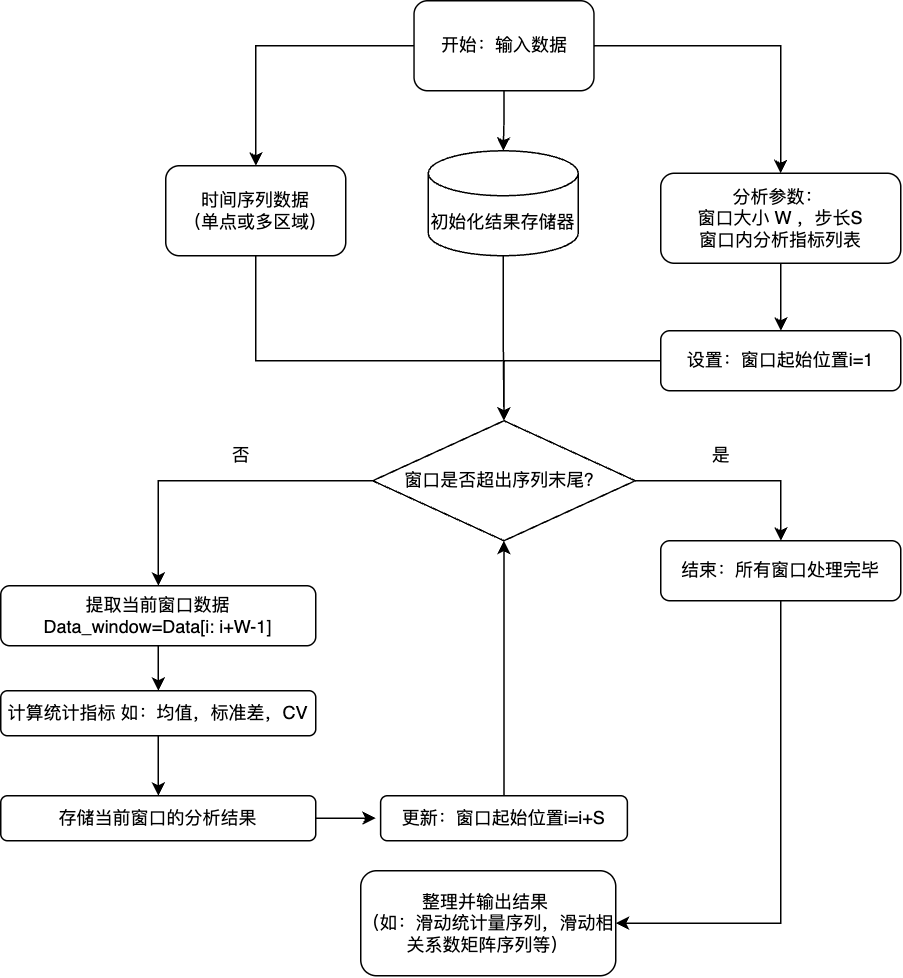 开始：输入数据
时间序列数据
（单点或多区域）
初始化结果存储器
分析参数：
窗口大小 W ，步长S
窗口内分析指标列表
设置：窗口起始位置i=1
否
窗口是否超出序列末尾?
是
结束：所有窗口处理完毕
提取当前窗口数据
Data_window=Data[i: i+W-1]
计算统计指标 如：均值，标准差，CV
存储当前窗口的分析结果
更新：窗口起始位置i=i+S
整理并输出结果
（如：滑动统计量序列，滑动相
关系数矩阵序列等）